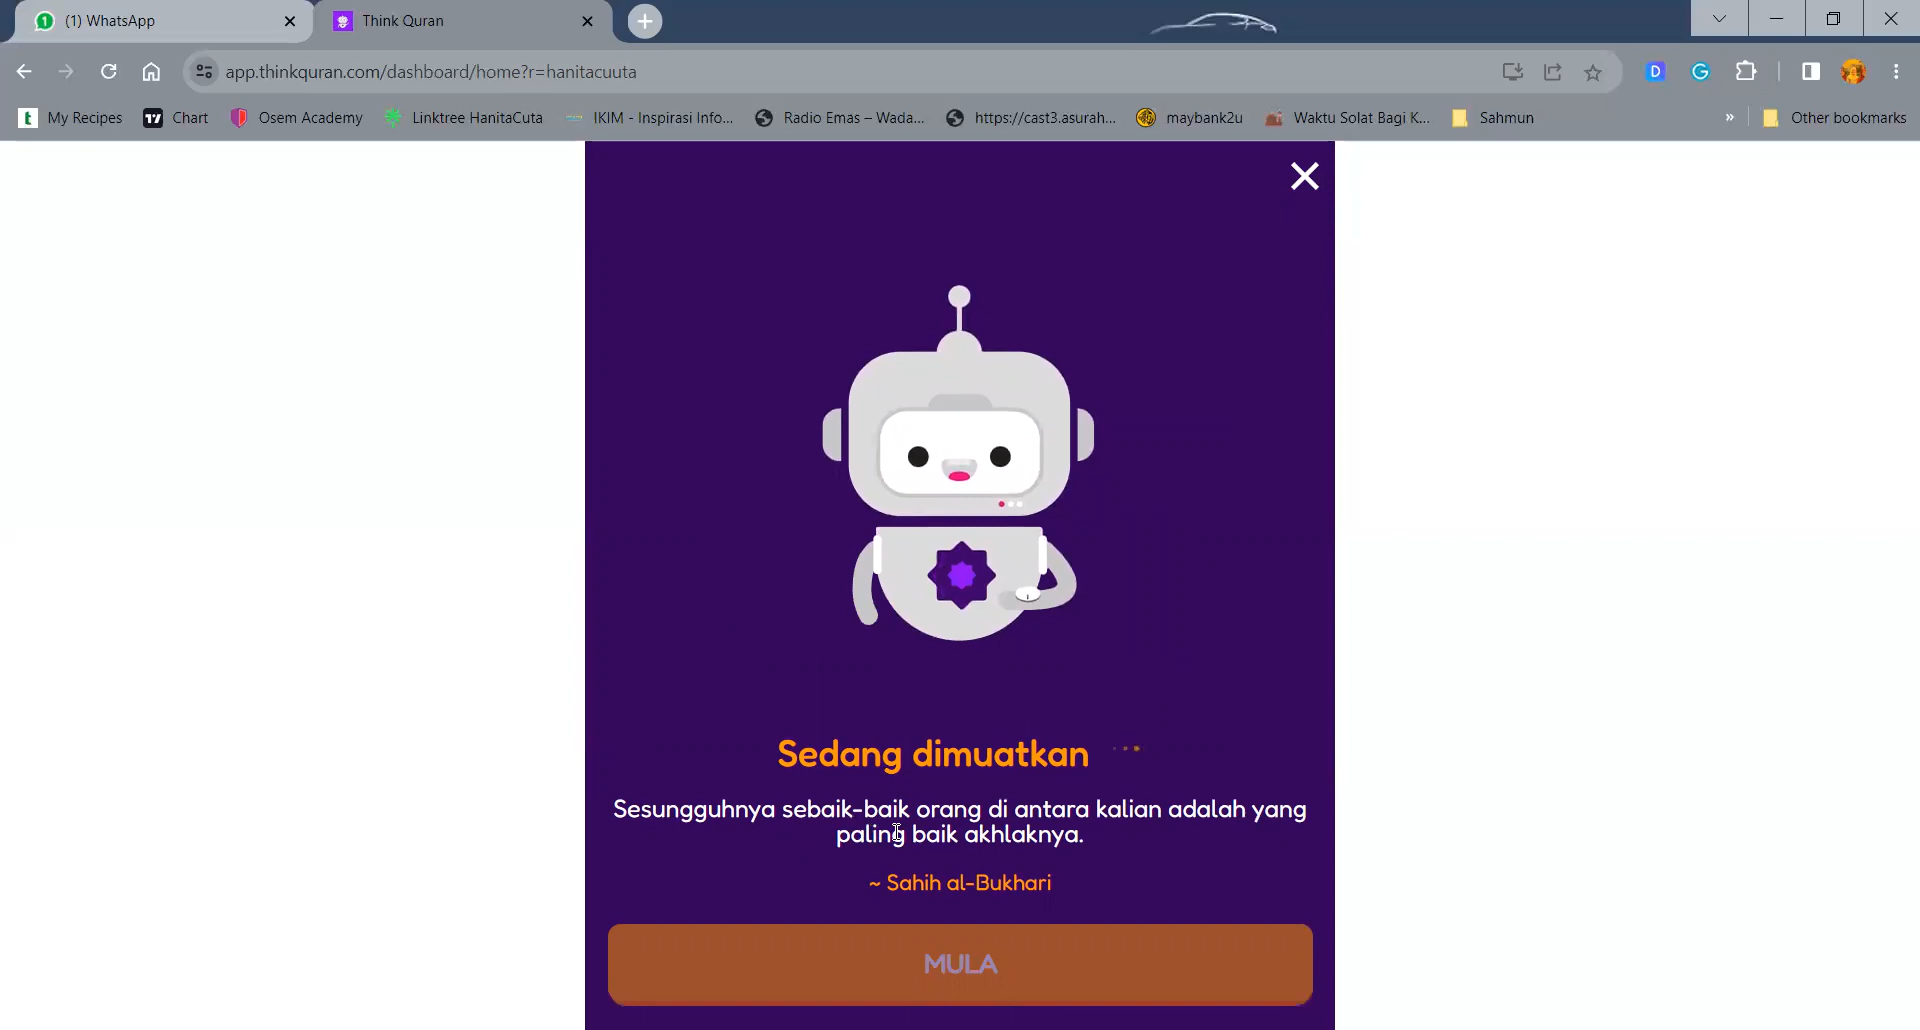 (1) WhatsApp
Think Quran
app.thinkquran.com/dashboard/home?r=hanitacuuta
My Recipes
Chart
Osem Academy
Linktree HanitaCuta
IKIM - Inspirasi Info...
Radio Emas – Wada...
https://cast3.asurah...
maybank2u
Waktu Solat Bagi K...
Sahmun
»
Other bookmarks
Sedang dimuatkan ...
Sesungguhnya sebaik-baik orang di antara kalian adalah yang
paling baik akhlaknya.
~ Sahih al-Bukhari
MULA